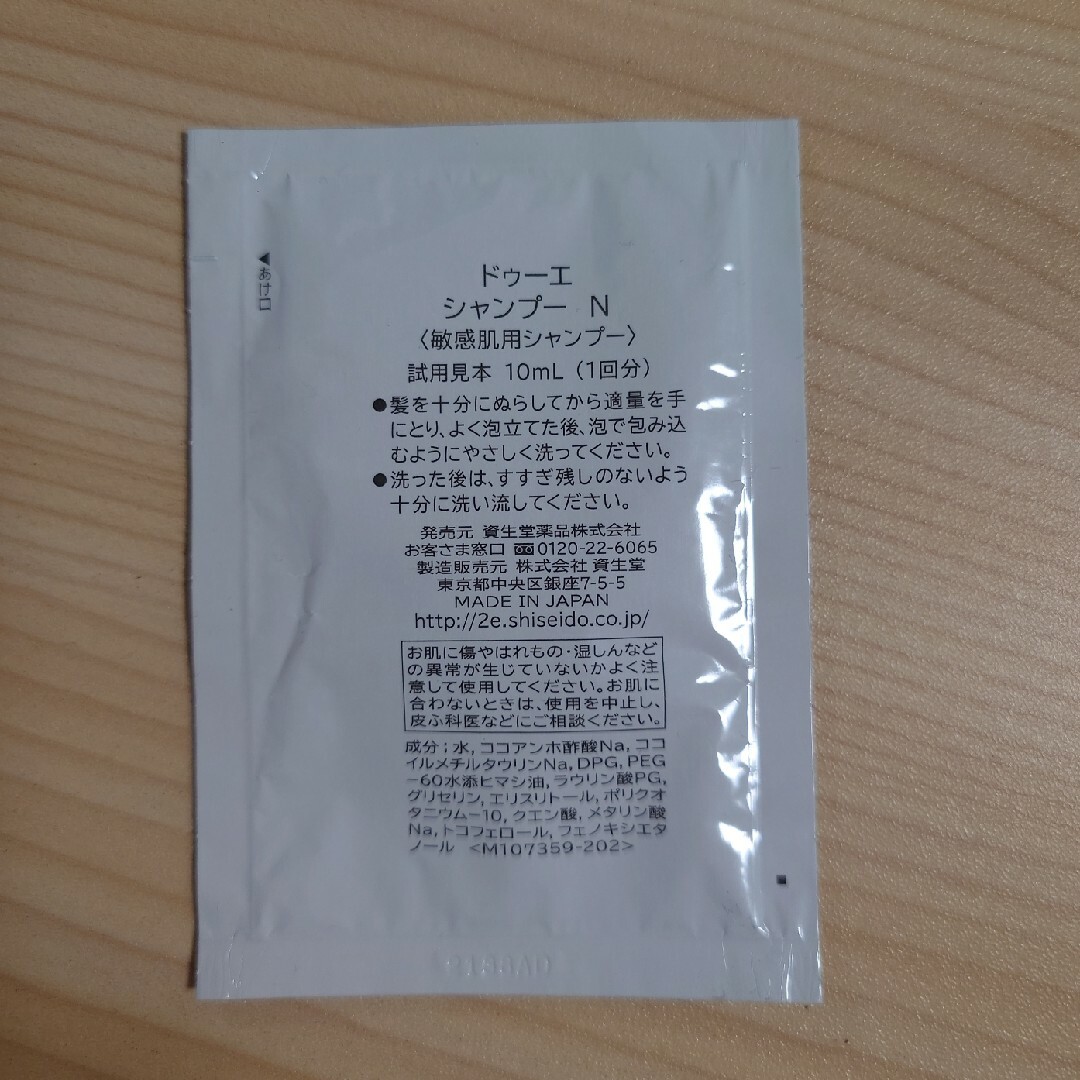 ◀あけ口
ドゥーエ
シャンプー N
〈敏感肌用シャンプー〉
試用見本 10mL（1回分）
●髪を十分にぬらしてから適量を手
にとり、よく泡立てた後、泡で包み込
むようにやさしく洗ってください。
●洗った後は、すすぎ残しのないよう
十分に洗い流してください。
発売元 資生堂薬品株式会社
お客さま窓口 0120-22-6065
製造販売元 株式会社 資生堂
東京都中央区銀座7-5-5
MADE IN JAPAN
http://2e.shiseido.co.jp/
お肌に傷やはれもの・湿しんなど
の異常が生じていないかよく注
意して使用してください。お肌に
合わないときは、使用を中止し、
皮ふ科医などにご相談ください。
成分；水, ココアンホ酢酸Na, ココ
イルメチルタウリンNa, DPG, PEG
-60水添ヒマシ油, ラウリン酸PG,
グリセリン, エリスリトール, ポリクオ
タニウム-10, クエン酸, メタリン酸
Na, トコフェロール, フェノキシエタ
ノール <M107359-202>